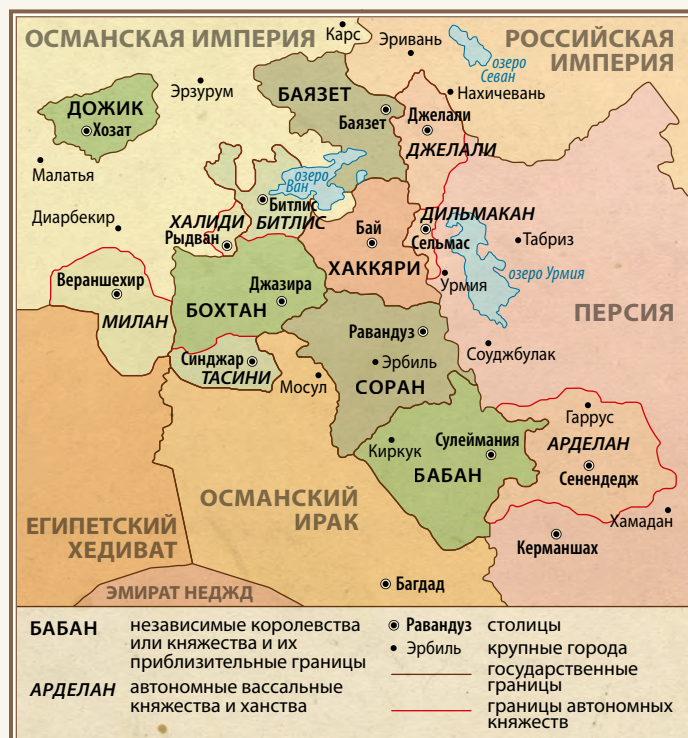 ОСМАНСКАЯ ИМПЕРИЯ
Карс
Эривань
РОССИЙСКАЯ
ИМПЕРИЯ
озеро
Севан
Эрзурум
БАЯЗЕТ
Нахичевань
ДОЖИК
Хозат
Баязет
Джелали
ДЖЕЛАЛИ
Малатья
озеро
Ван
Битлис
БИТЛИС
Диарбекир
ХАЛИДИ
Рыдван
Бай
ХАККЯРИ
ДИЛЬМАКАН
Сельмас
Табриз
Урмия
озеро Урмия
Вераншехир
МИЛАН
БОХТАН
Джазира
ПЕРСИЯ
Равандуз
Эрбиль
СОРАН
Соуджбулак
Синджар
ТАСИНИ
Мосул
Гаррус
АРДЕЛАН
Сенендедж
Киркук
Сулеймания
БАБАН
ОСМАНСКИЙ
ИРАК
ЕГИПЕТСКИЙ
ХЕДИВАТ
Хамадан
Керманшах
ЭМИРАТ НЕДЖД
Багдад
БАБАН независимые королевства
или княжества и их
приблизительные границы
АРДЕЛАН автономные вассальные
княжества и ханства
Равандуз столицы
Эрбиль крупные города
государственные
границы
границы автономных
княжеств